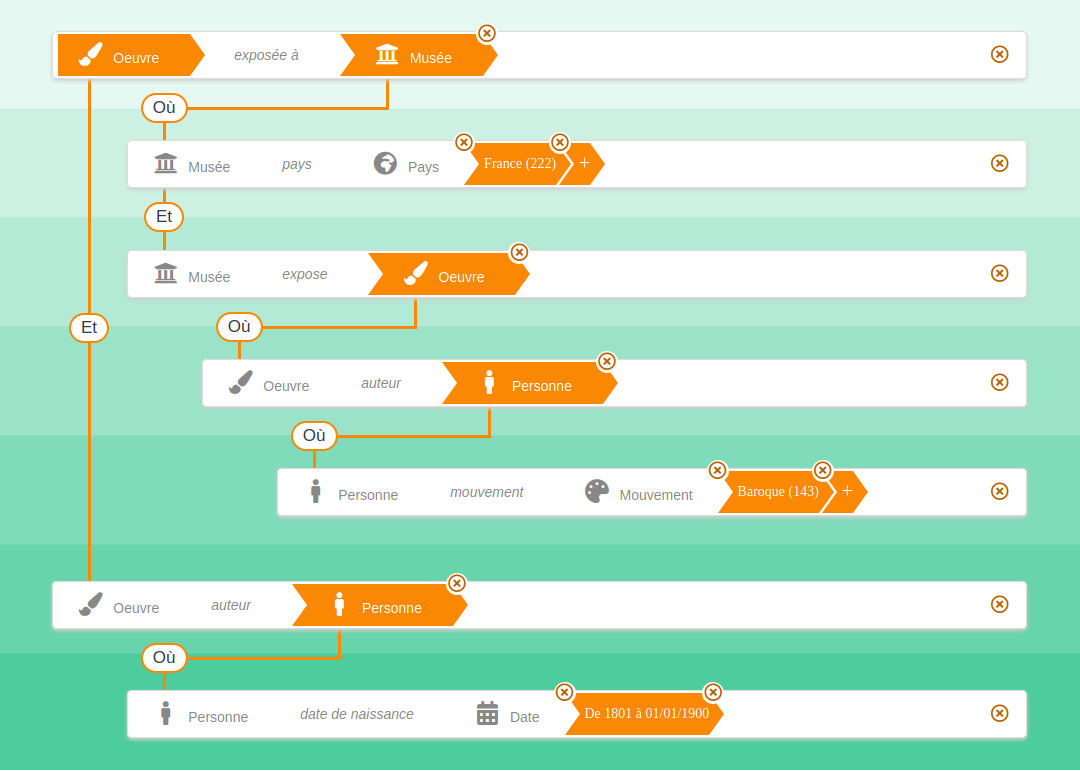 Oeuvre exposée à Musée
Où
Musée pays Pays France (222) +
Et
Musée expose Oeuvre
Et Où
Oeuvre auteur Personne
Où
Personne mouvement Mouvement Baroque (143) +
Oeuvre auteur Personne
Où
Personne date de naissance Date De 1801 à 01/01/1900